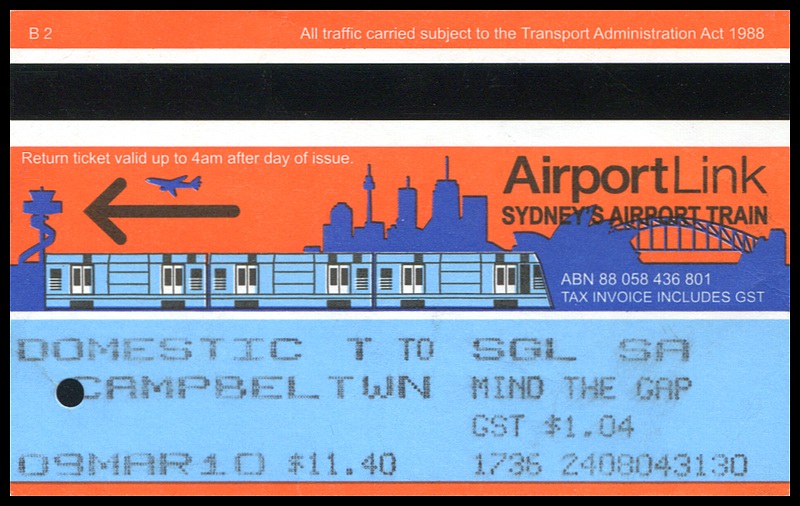 B 2 All traffic carried subject to the Transport Administration Act 1988
Return ticket valid up to 4am after day of issue.
AirportLink
SYDNEY'S AIRPORT TRAIN
ABN 88 058 436 801
TAX INVOICE INCLUDES GST
DOMESTIC T TO SGL SA
CAMPBELTWN MIND THE GAP
GST $1.04
09MAR10 $11.40 1736 2408043130